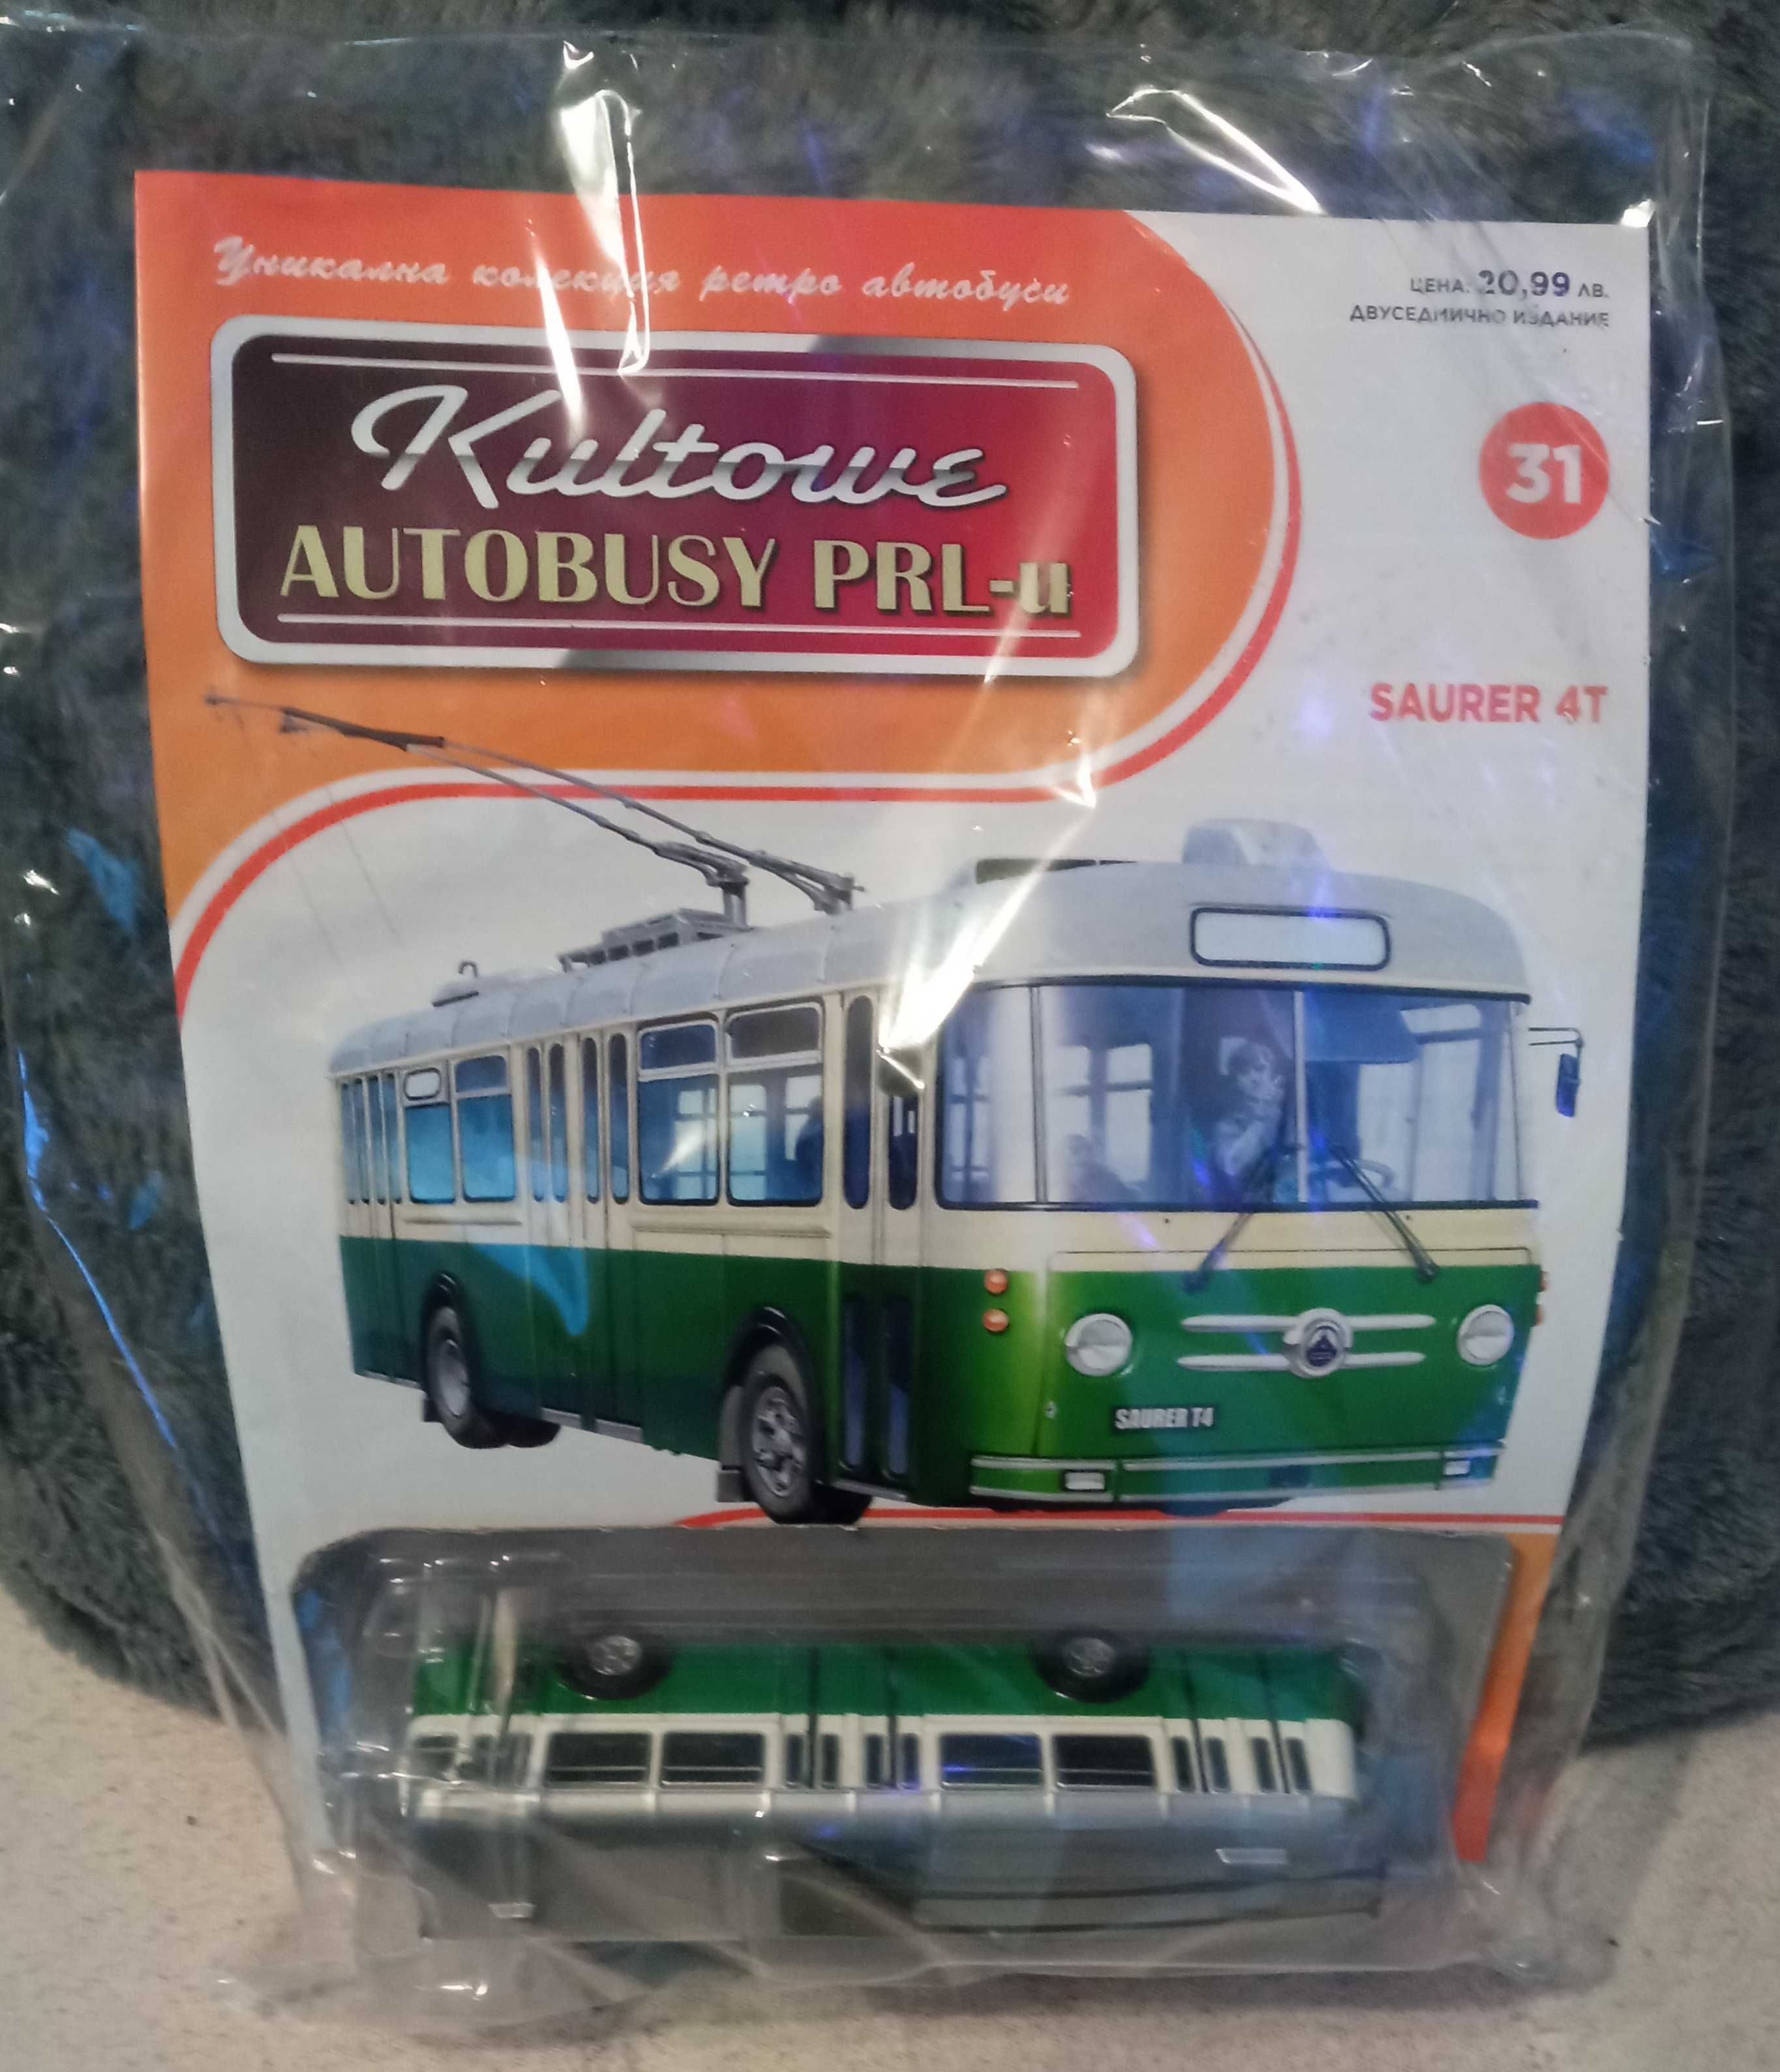 Уникална колекция ретро автобуси
ЦЕНА: 20,99 ЛВ.
ДВУСЕДМИЧНО ИЗДАНИЕ
Kultowe
AUTOBUSY PRL-u
31
SAURER 4T
SAURER T4